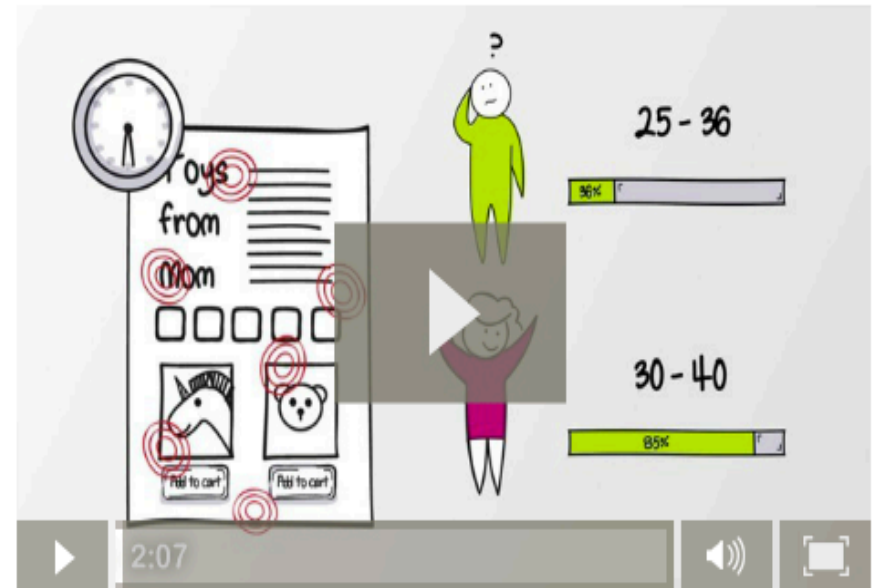 ?
Toys
from
Mom
Add to cart
Add to cart
25 - 36
36%
30 - 40
85%
2:07